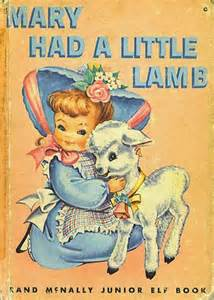 MARY
HAD A LITTLE
LAMB
RAND MCNALLY JUNIOR ELF BOOK